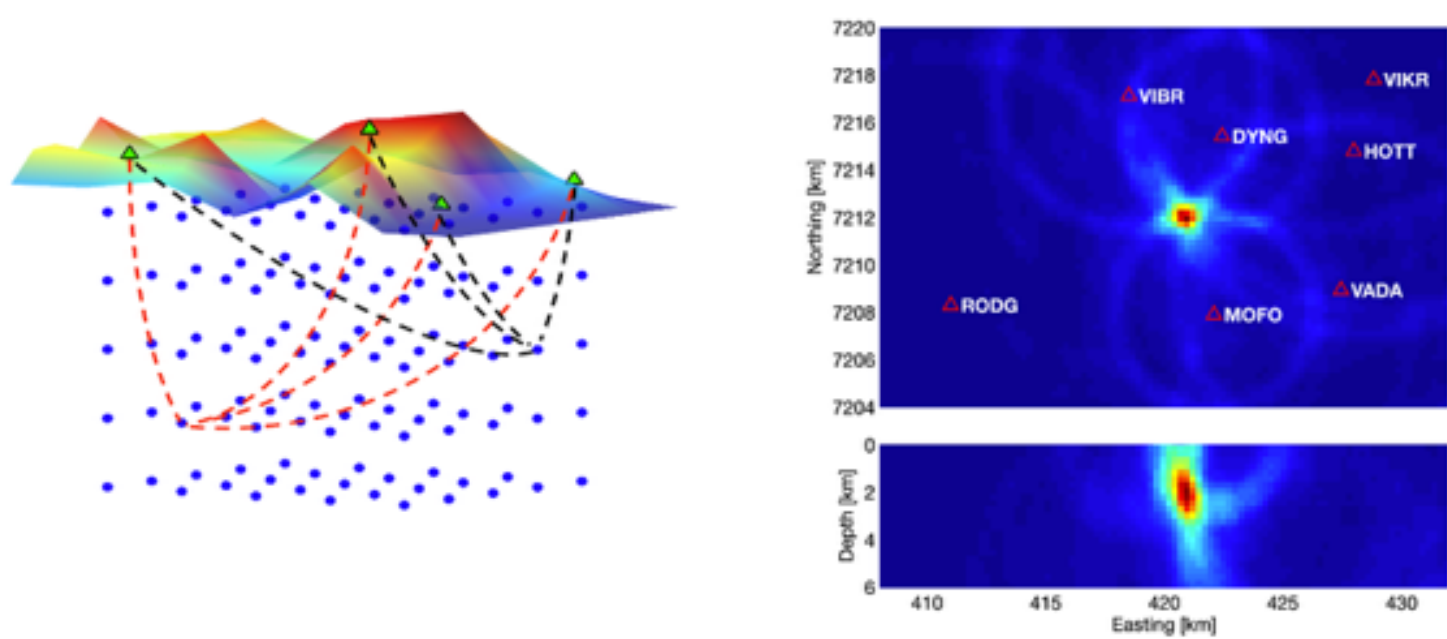 7220
7218
7216
7214
7212
7210
7208
7206
7204
Northing [km]
VIBR
VIKR
DYNG
HOTT
RODG
MOFO
VADA
0
2
4
6
Depth [km]
410
415
420
425
430
Easting [km]